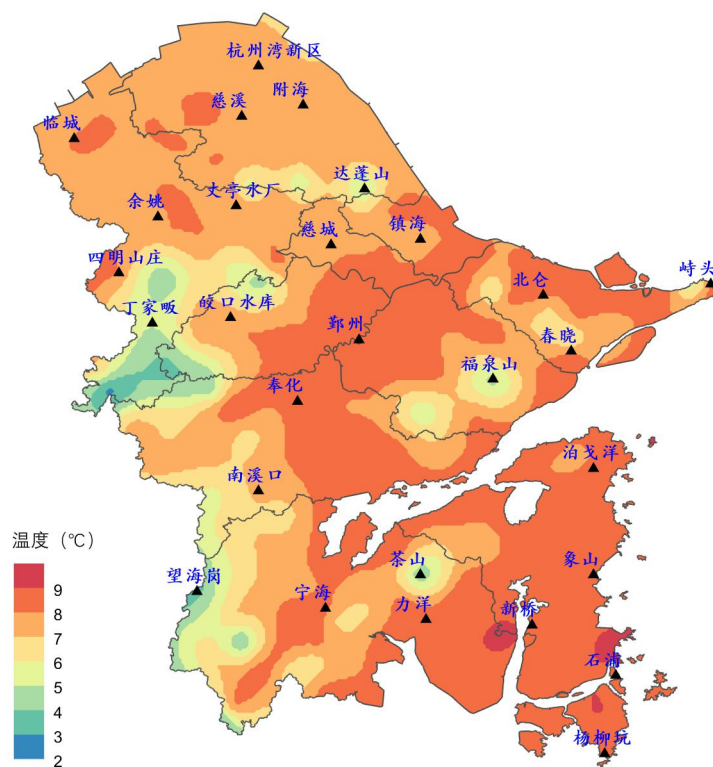 杭州湾新区
附海
慈溪
临城
达蓬山
丈亭水厂
余姚
慈城
镇海
四明山庄
峙头
北仑
丁家畈
皎口水库
鄞州
春晓
福泉山
奉化
泊戈洋
南溪口
温度（℃）
茶山
象山
望海岗
宁海
力洋
新桥
石浦
杨柳坑
9
8
7
6
5
4
3
2